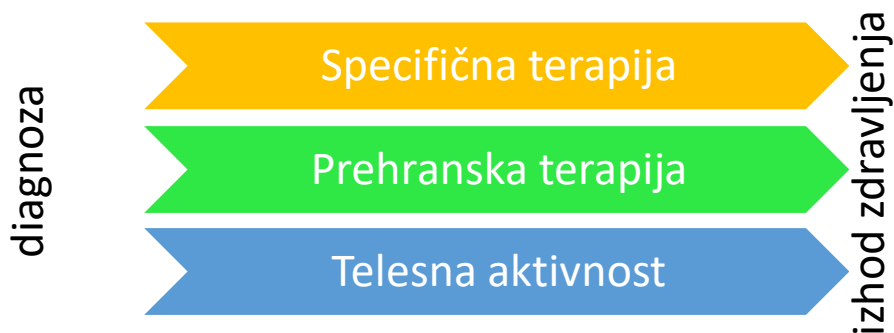 diagnoza
Specifična terapija
Prehranska terapija
Telesna aktivnost
izhod zdravljenja